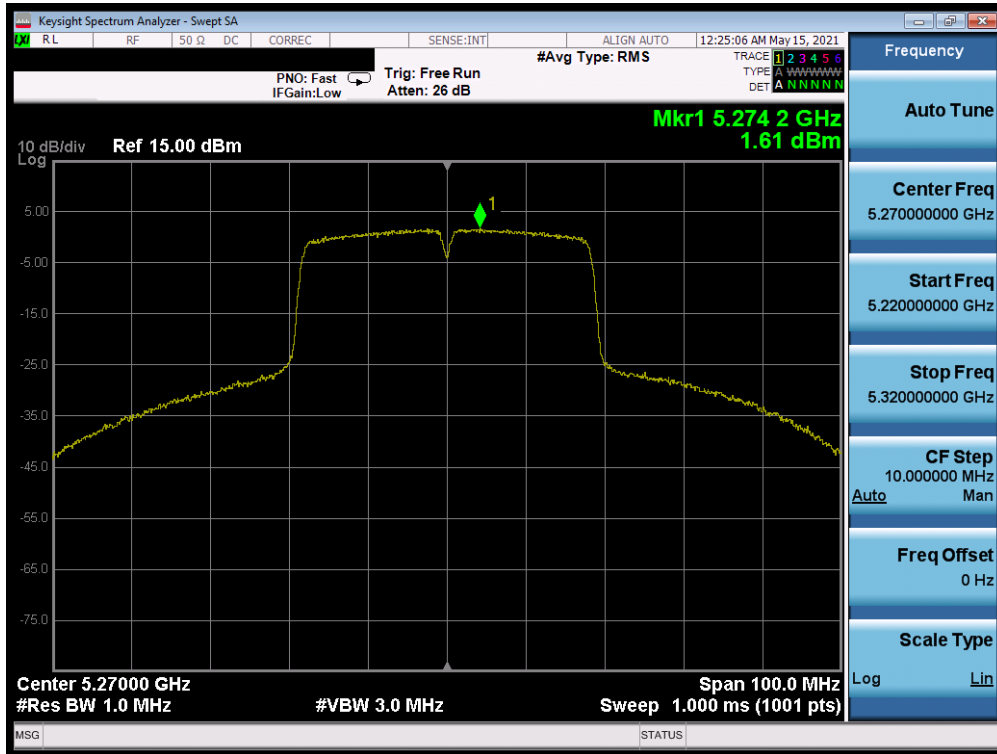 Keysight Spectrum Analyzer - Swept SA
LXI RL RF 50 Ω DC CORREC SENSE:INT ALIGN AUTO 12:25:06 AM May 15, 2021
Frequency
#Avg Type: RMS
TRACE 1 2 3 4 5 6
PNO: Fast Trig: Free Run
TYPE A WWWWW
IFGain:Low Atten: 26 dB
DET A N N N N N
Mkr1 5.274 2 GHz
1.61 dBm
10 dB/div Ref 15.00 dBm
Log
1
5.00
-5.00
-15.0
-25.0
-35.0
-45.0
-55.0
-65.0
-75.0
Center 5.27000 GHz
Span 100.0 MHz
#Res BW 1.0 MHz
#VBW 3.0 MHz
Sweep 1.000 ms (1001 pts)
MSG
STATUS
Auto Tune
Center Freq
5.270000000 GHz
Start Freq
5.220000000 GHz
Stop Freq
5.320000000 GHz
CF Step
10.000000 MHz
Auto Man
Freq Offset
0 Hz
Scale Type
Log Lin